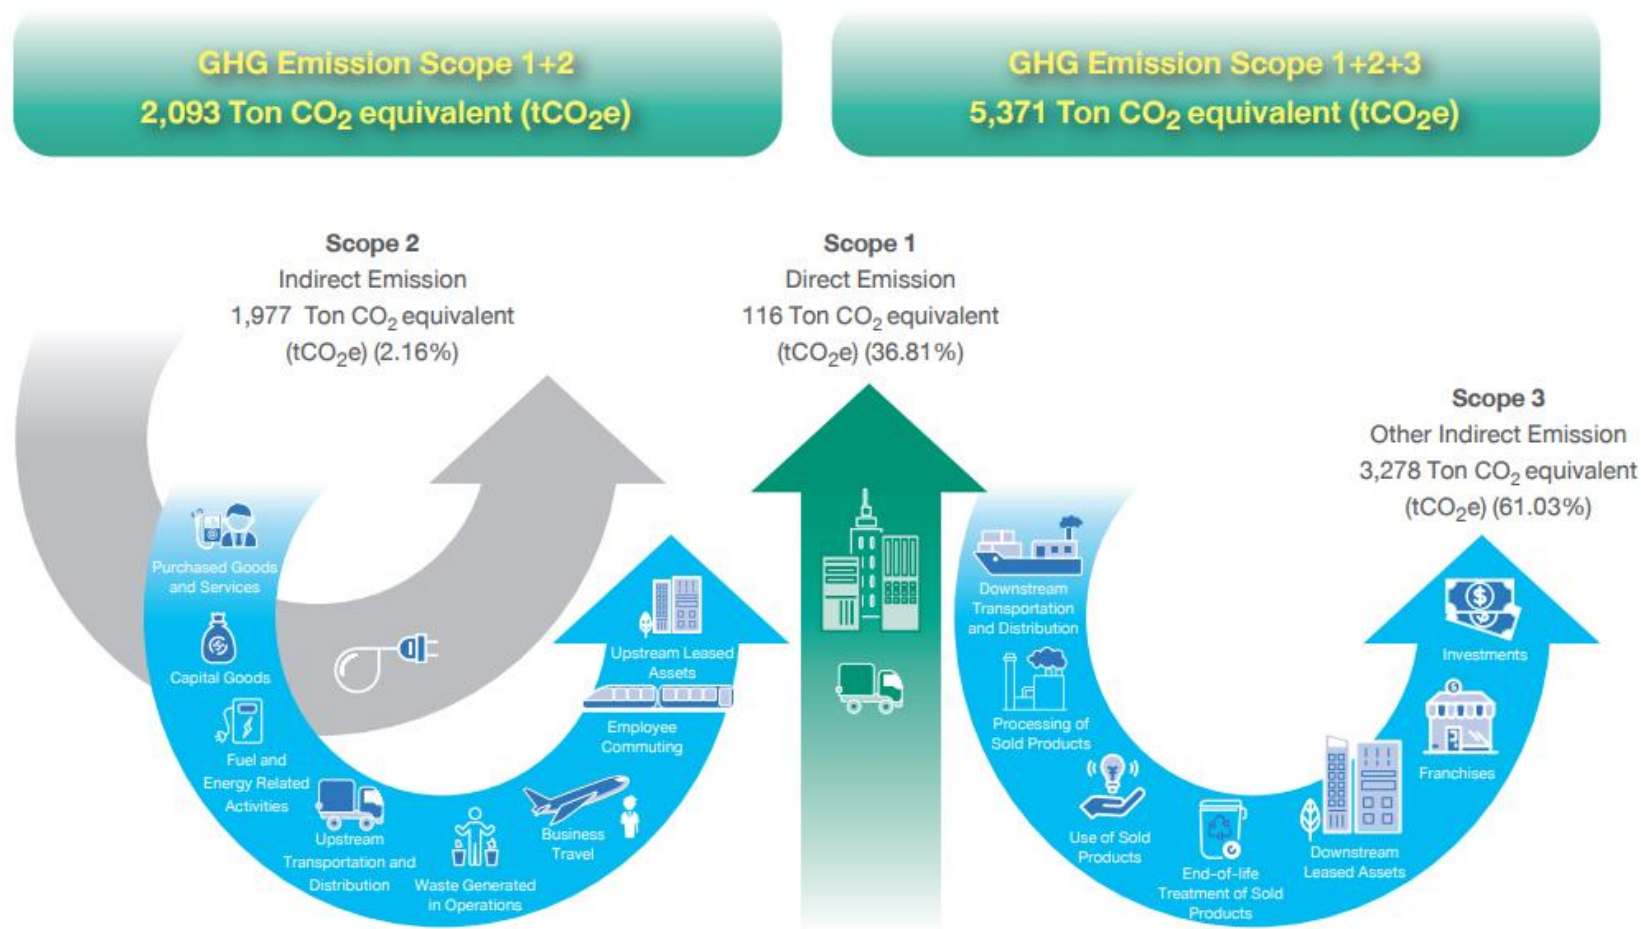 GHG Emission Scope 1+2
2,093 Ton CO₂ equivalent (tCO₂e)
GHG Emission Scope 1+2+3
5,371 Ton CO₂ equivalent (tCO₂e)
Scope 2
Indirect Emission
1,977 Ton CO₂ equivalent
(tCO₂e) (2.16%)
Scope 1
Direct Emission
116 Ton CO₂ equivalent
(tCO₂e) (36.81%)
Scope 3
Other Indirect Emission
3,278 Ton CO₂ equivalent
(tCO₂e) (61.03%)
Purchased Goods
and Services
Capital Goods
Fuel and
Energy Related
Activities
Upstream
Transportation and
Distribution
Waste Generated
in Operations
Business
Travel
Employee
Commuting
Upstream Leased
Assets
Downstream
Transportation
and Distribution
Processing of
Sold Products
Use of Sold
Products
End-of-life
Treatment of Sold
Products
Downstream
Leased Assets
Franchises
Investments